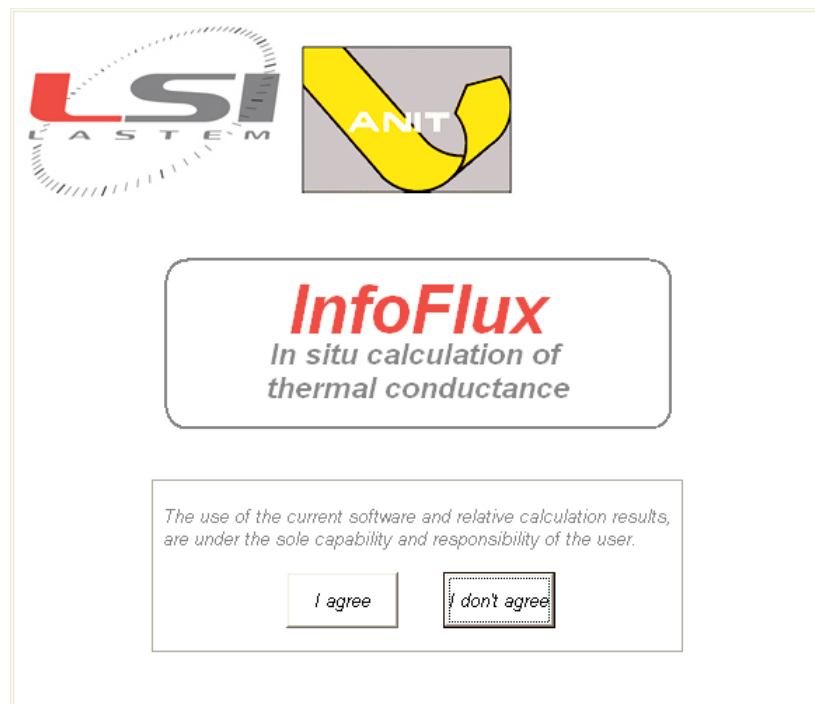 LSI
LASTEM
ANIT
InfoFlux
In situ calculation of
thermal conductance
The use of the current software and relative calculation results,
are under the sole capability and responsibility of the user.
I agree
I don't agree